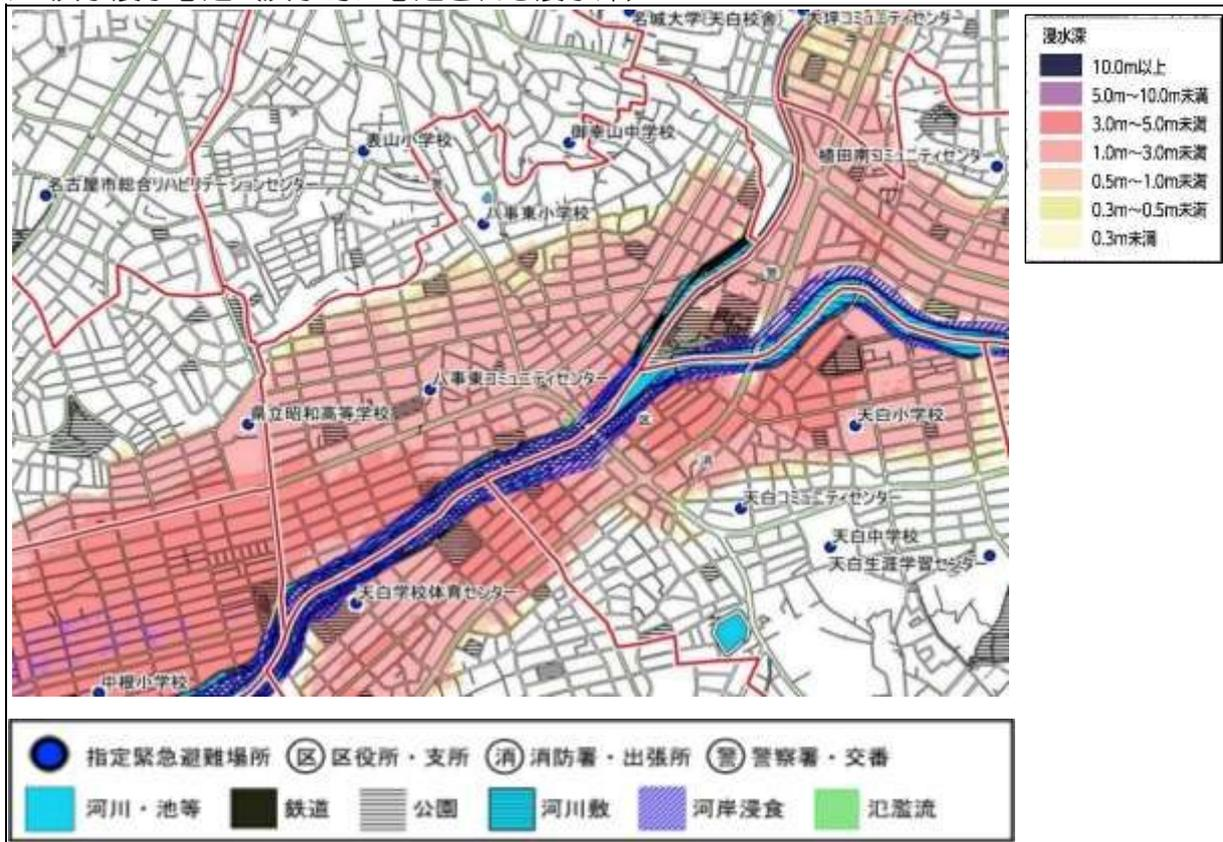 名城大学(天白校舎)
大坪コミュニティセンター
浸水深
10.0m以上
5.0m～10.0m未満
3.0m～5.0m未満
1.0m～3.0m未満
0.5m～1.0m未満
0.3m～0.5m未満
0.3m未満
表山小学校
御幸山中学校
植田南コミュニティセンター
名古屋市総合リハビリテーションセンター
八事東小学校
警
八事東コミュニティセンター
県立昭和高等学校
区
天白小学校
消
天白コミュニティセンター
天白中学校
天白生涯学習センター
天白学校体育センター
中根小学校
指定緊急避難場所
区 区役所・支所
消 消防署・出張所
警 警察署・交番
河川・池等
鉄道
公園
河川敷
河岸浸食
氾濫流